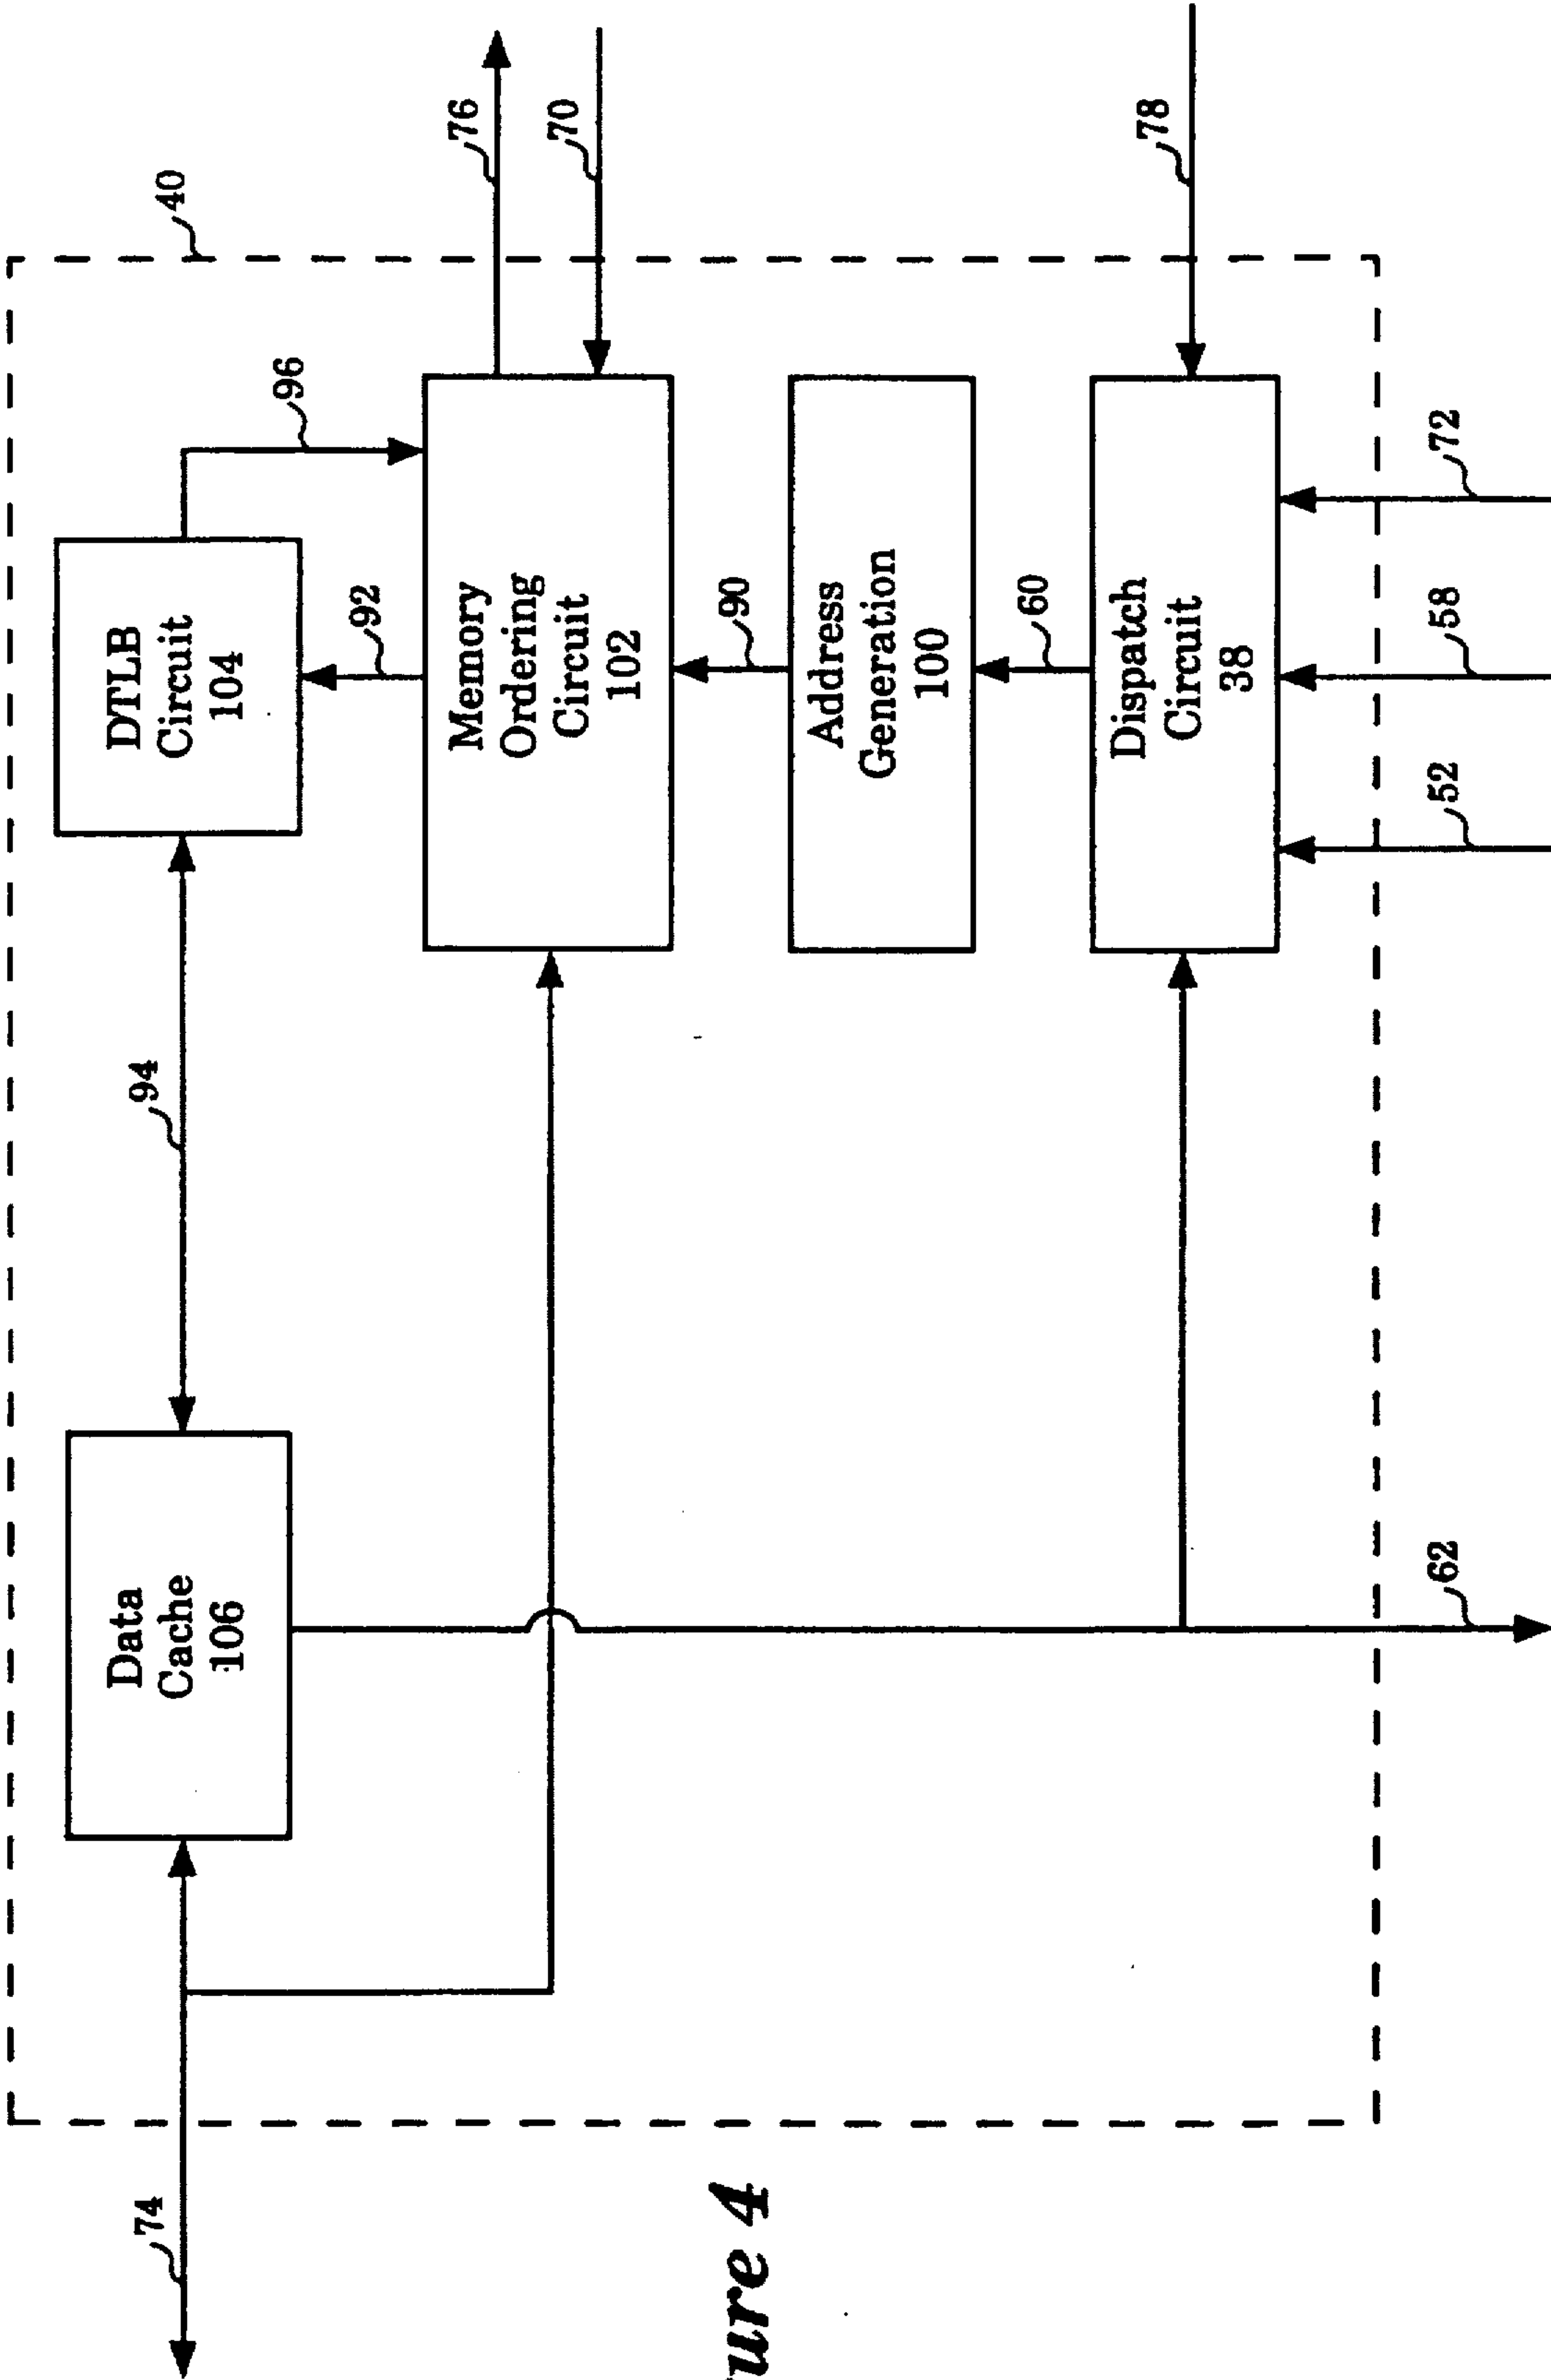 74
Data
Cache
106
94
DTLB
Circuit
104
40
96
92
76
70
Memory
Ordering
Circuit
102
90
ure 4
Address
Generation
100
60
Dispatch
Circuit
38
78
62
52
58
72